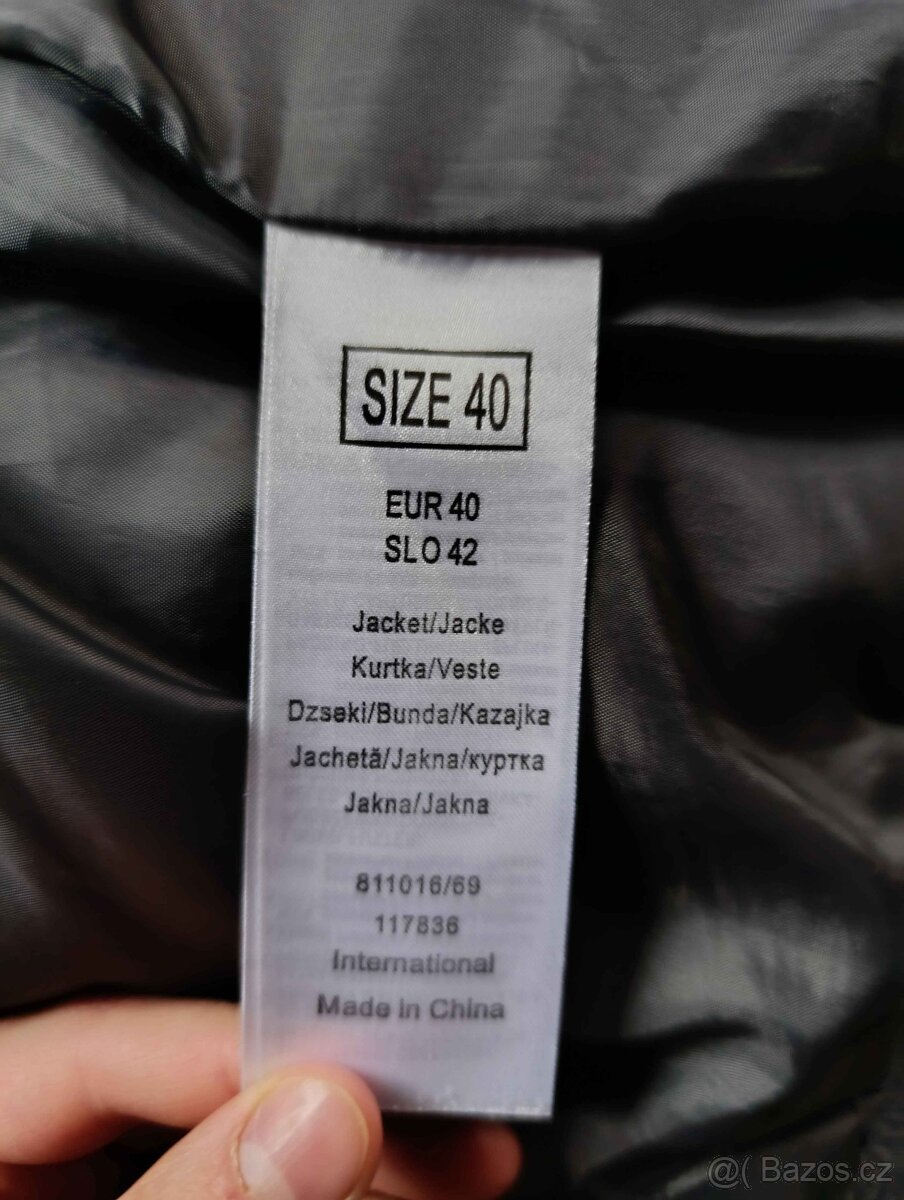 SIZE 40
EUR 40
SLO 42
Jacket/Jacke
Kurtka/Veste
Dzseki/Bunda/Kazajka
Jachetă/Jakna/куртка
Jakna/Jakna
811016/69
117836
International
Made in China
@( Bazos.cz